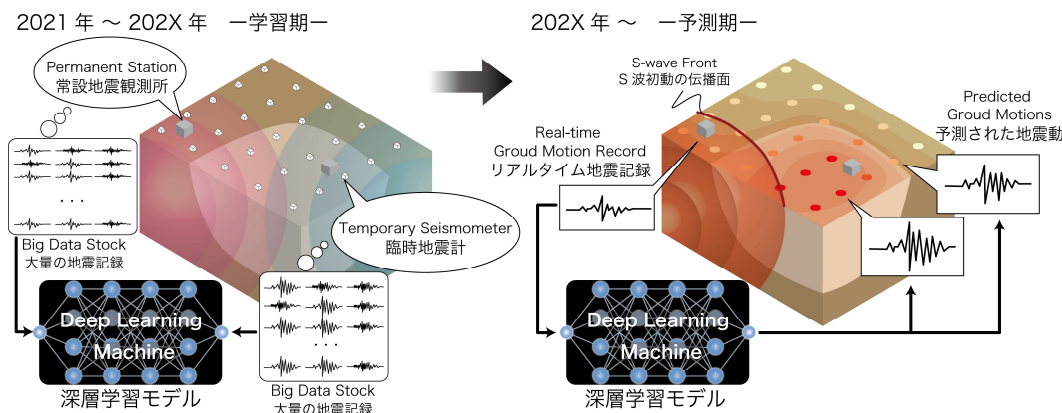 2021 年 ～ 202X 年　ー学習期ー
Permanent Station
常設地震観測所
Big Data Stock
大量の地震記録
Temporary Seismometer
臨時地震計
Deep Learning
Machine
深層学習モデル
Big Data Stock
大量の地震記録
202X 年 ～　ー予測期ー
S-wave Front
S 波初動の伝播面
Real-time
Groud Motion Record
リアルタイム地震記録
Predicted
Groud Motions
予測された地震動
Deep Learning
Machine
深層学習モデル